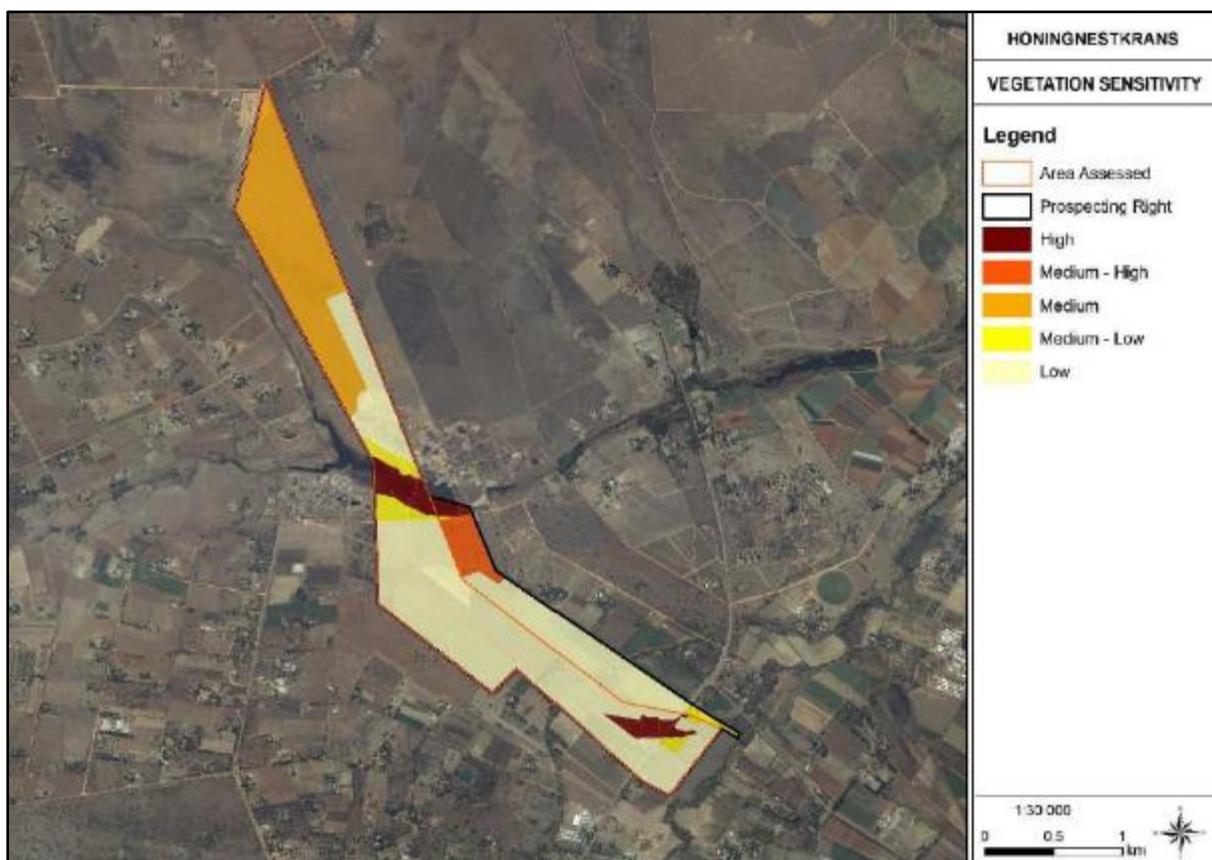 HONINGNESTKRANS
VEGETATION SENSITIVITY
Legend
Area Assessed
Prospecting Right
High
Medium - High
Medium
Medium - Low
Low
1:30 000
0 0.5 1
km